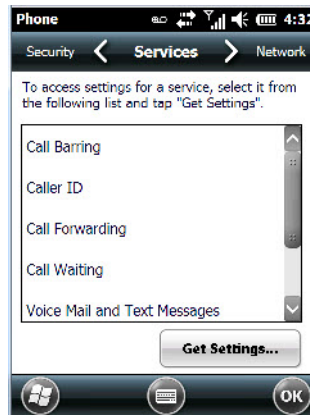 Phone 4:32
Security Services Network
To access settings for a service, select it from
the following list and tap "Get Settings".
Call Barring
Caller ID
Call Forwarding
Call Waiting
Voice Mail and Text Messages
Get Settings...
OK